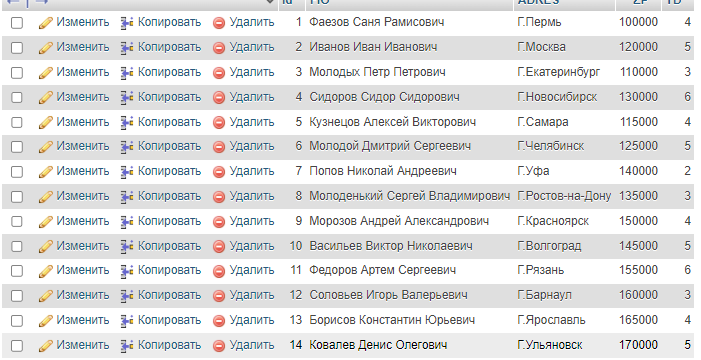 Id FIO ADRES ZP TD
Изменить Копировать Удалить 1 Фаезов Саня Рамисович Г.Пермь 100000 4
Изменить Копировать Удалить 2 Иванов Иван Иванович Г.Москва 120000 5
Изменить Копировать Удалить 3 Молодых Петр Петрович Г.Екатеринбург 110000 3
Изменить Копировать Удалить 4 Сидоров Сидор Сидорович Г.Новосибирск 130000 6
Изменить Копировать Удалить 5 Кузнецов Алексей Викторович Г.Самара 115000 4
Изменить Копировать Удалить 6 Молодой Дмитрий Сергеевич Г.Челябинск 125000 5
Изменить Копировать Удалить 7 Попов Николай Андреевич Г.Уфа 140000 2
Изменить Копировать Удалить 8 Молоденький Сергей Владимирович Г.Ростов-на-Дону 135000 3
Изменить Копировать Удалить 9 Морозов Андрей Александрович Г.Красноярск 150000 4
Изменить Копировать Удалить 10 Васильев Виктор Николаевич Г.Волгоград 145000 5
Изменить Копировать Удалить 11 Федоров Артем Сергеевич Г.Рязань 155000 6
Изменить Копировать Удалить 12 Соловьев Игорь Валерьевич Г.Барнаул 160000 3
Изменить Копировать Удалить 13 Борисов Константин Юрьевич Г.Ярославль 165000 4
Изменить Копировать Удалить 14 Ковалев Денис Олегович Г.Ульяновск 170000 5